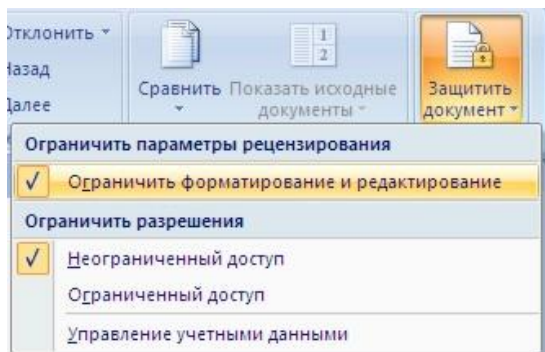 Отклонить
Назад
Далее
1
2
Сравнить
Показать исходные
документы
Защитить
документ
Ограничить параметры рецензирования
Ограничить форматирование и редактирование
Ограничить разрешения
Неограниченный доступ
Ограниченный доступ
Управление учетными данными